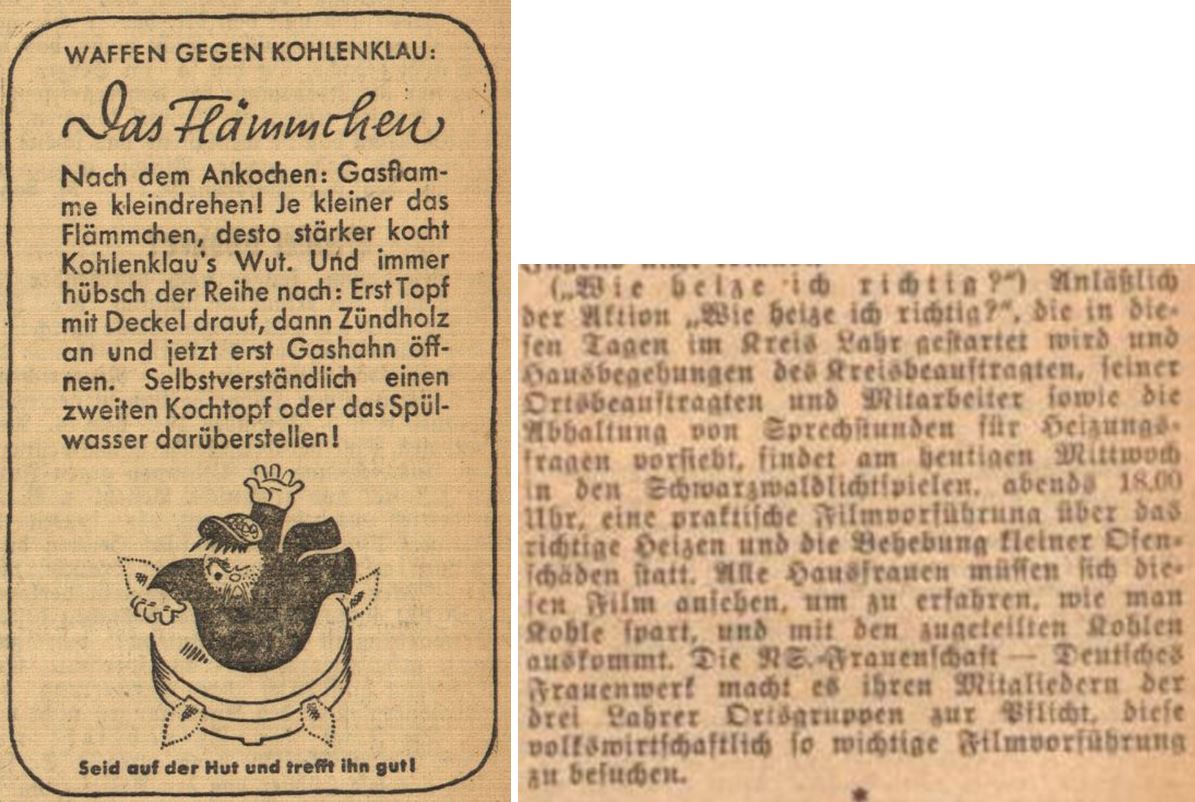 WAFFEN GEGEN KOHLENKLAU:
Das Flämmchen
Nach dem Ankochen: Gasflam-
me kleindrehen! Je kleiner das
Flämmchen, desto stärker kocht
Kohlenklau's Wut. Und immer
hübsch der Reihe nach: Erst Topf
mit Deckel drauf, dann Zündholz
an und jetzt erst Gashahn öff-
nen. Selbstverständlich einen
zweiten Kochtopf oder das Spül-
wasser darüberstellen!
Seid auf der Hut und trefft ihn gut!
(„Wie heize ich richtig?“) Anläßlich
der Aktion „Wie heize ich richtig?“, die in die-
sen Tagen im Kreis Lahr gestartet wird und
Hausbegehungen des Kreisbeauftragten, seiner
Ortsbeauftragten und Mitarbeiter sowie die
Abhaltung von Sprechstunden für Heizungs-
fragen vorsieht, findet am heutigen Mittwoch
in den Schwarzwaldlichtspielen, abends 18.00
Uhr, eine praktische Filmvorführung über das
richtige Heizen und die Behebung kleiner Ofen-
schäden statt. Alle Hausfrauen müssen sich die-
sen Film ansehen, um zu erfahren, wie man
Kohle spart, und mit den zugeteilten Kohlen
auskommt. Die NS.-Frauenschaft — Deutsches
Frauenwerk macht es ihren Mitgliedern der
drei Lahrer Ortsgruppen zur Pflicht, diese
volkswirtschaftlich so wichtige Filmvorführung
zu besuchen.
*